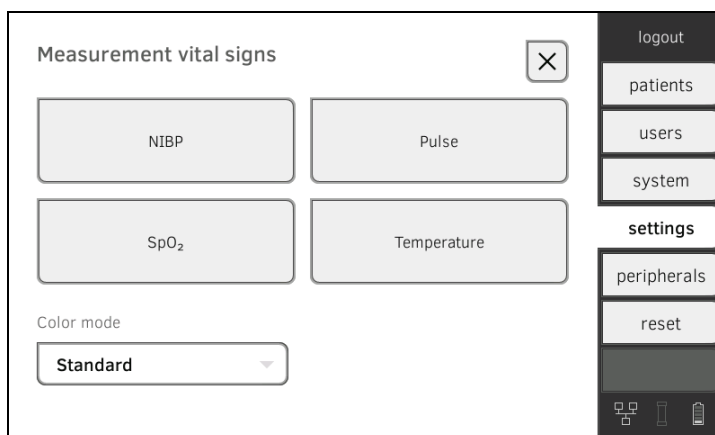 Measurement vital signs
NIBP
Pulse
SpO₂
Temperature
Color mode
Standard
logout
patients
users
system
settings
peripherals
reset